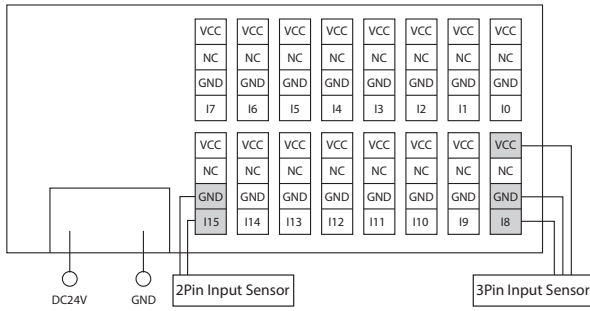 VCC VCC VCC VCC VCC VCC VCC VCC
NC NC NC NC NC NC NC NC
GND GND GND GND GND GND GND GND
I7 I6 I5 I4 I3 I2 I1 I0
VCC VCC VCC VCC VCC VCC VCC VCC
NC NC NC NC NC NC NC NC
GND GND GND GND GND GND GND GND
I15 I14 I13 I12 I11 I10 I9 I8
2Pin Input Sensor 3Pin Input Sensor
DC24V GND